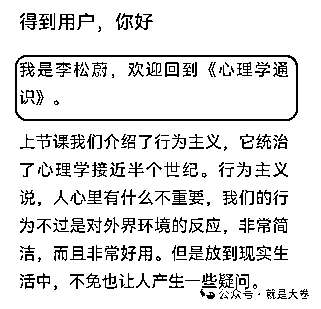 得到用户，你好
我是李松蔚，欢迎回到《心理学通
识》。
上节课我们介绍了行为主义，它统治
了心理学接近半个世纪。行为主义
说，人心里有什么不重要，我们的行
为不过是对外界环境的反应，非常简
洁，而且非常好用。但是放到现实生
活中，不免也让人产生一些疑问。
公众号·就是大卷